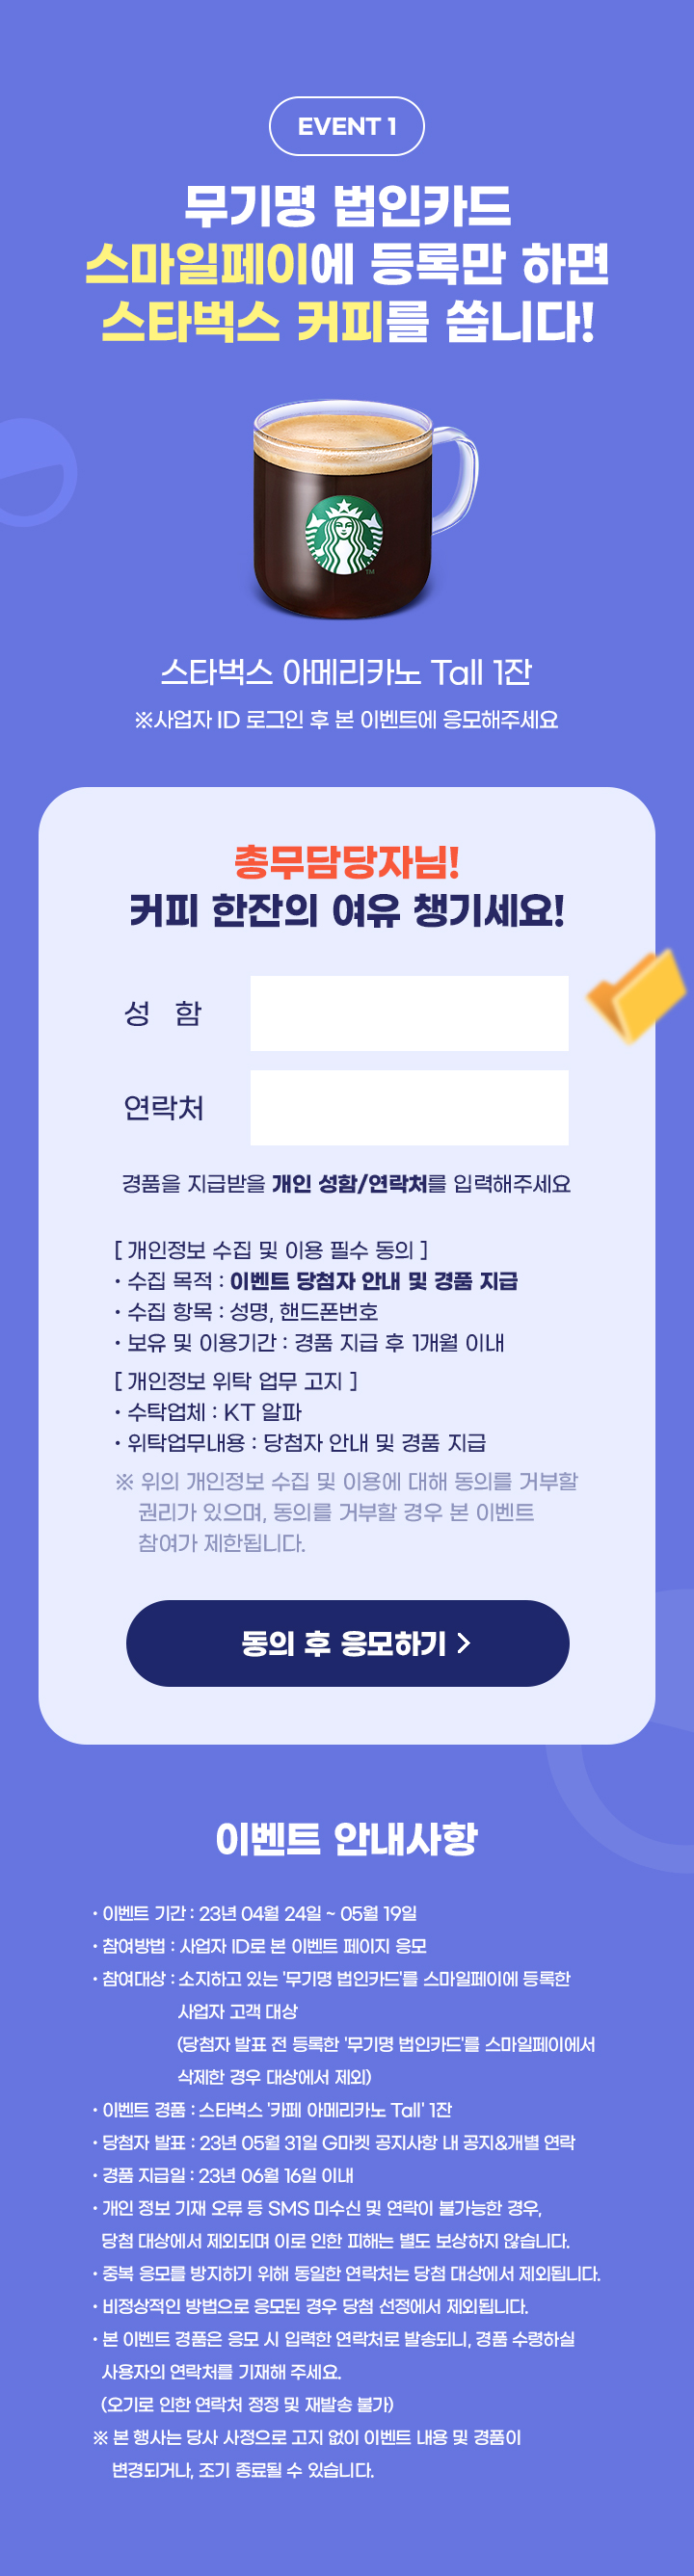 EVENT 1
무기명 법인카드
스마일페이에 등록만 하면
스타벅스 커피를 쏩니다!
TM
스타벅스 아메리카노 Tall 1잔
※사업자 ID 로그인 후 본 이벤트에 응모해주세요
총무담당자님!
커피 한잔의 여유 챙기세요!
성 함
연락처
경품을 지급받을 개인 성함/연락처를 입력해주세요
[ 개인정보 수집 및 이용 필수 동의 ]
• 수집 목적 : 이벤트 당첨자 안내 및 경품 지급
• 수집 항목 : 성명, 핸드폰번호
• 보유 및 이용기간 : 경품 지급 후 1개월 이내
[ 개인정보 위탁 업무 고지 ]
• 수탁업체 : KT 알파
• 위탁업무내용 : 당첨자 안내 및 경품 지급
※ 위의 개인정보 수집 및 이용에 대해 동의를 거부할
권리가 있으며, 동의를 거부할 경우 본 이벤트
참여가 제한됩니다.
동의 후 응모하기 >
이벤트 안내사항
• 이벤트 기간 : 23년 04월 24일 ~ 05월 19일
• 참여방법 : 사업자 ID로 본 이벤트 페이지 응모
• 참여대상 : 소지하고 있는 '무기명 법인카드'를 스마일페이에 등록한
사업자 고객 대상
(당첨자 발표 전 등록한 '무기명 법인카드'를 스마일페이에서
삭제한 경우 대상에서 제외)
• 이벤트 경품 : 스타벅스 '카페 아메리카노 Tall' 1잔
• 당첨자 발표 : 23년 05월 31일 G마켓 공지사항 내 공지&개별 연락
• 경품 지급일 : 23년 06월 16일 이내
• 개인 정보 기재 오류 등 SMS 미수신 및 연락이 불가능한 경우,
당첨 대상에서 제외되며 이로 인한 피해는 별도 보상하지 않습니다.
• 중복 응모를 방지하기 위해 동일한 연락처는 당첨 대상에서 제외됩니다.
• 비정상적인 방법으로 응모된 경우 당첨 선정에서 제외됩니다.
• 본 이벤트 경품은 응모 시 입력한 연락처로 발송되니, 경품 수령하실
사용자의 연락처를 기재해 주세요.
(오기로 인한 연락처 정정 및 재발송 불가)
※ 본 행사는 당사 사정으로 고지 없이 이벤트 내용 및 경품이
변경되거나, 조기 종료될 수 있습니다.